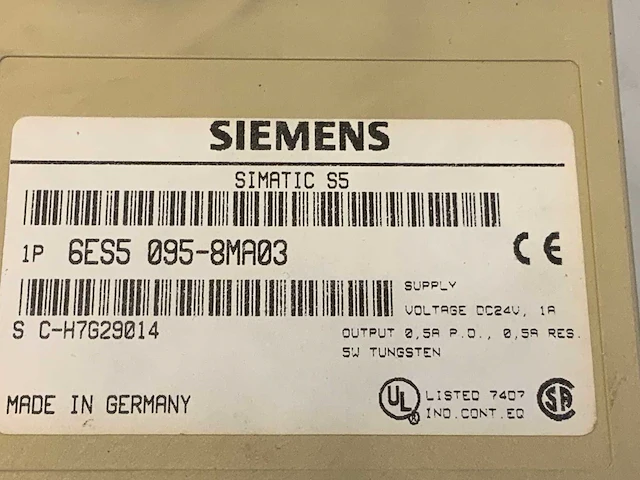 SIEMENS
SIMATIC S5
1P 6ES5 095-8MA03
CE
SUPPLY
VOLTAGE DC24V, 1A
S C-H7G29014
OUTPUT 0,5A P.D., 0,5A RES.
5W TUNGSTEN
MADE IN GERMANY
UL
LISTED 7407
IND.CONT.EQ
SA